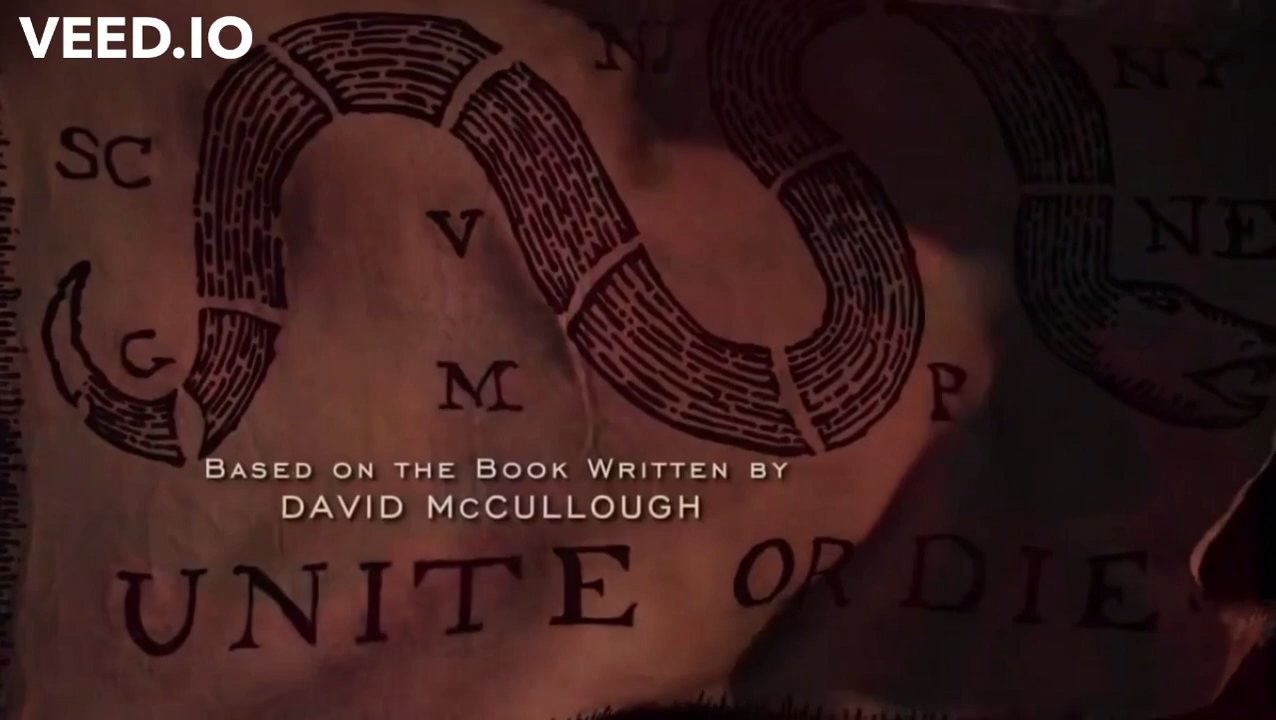 VEED.IO
NJ
NY
SC
NE
V
G
M
P
BASED ON THE BOOK WRITTEN BY
DAVID MCCULLOUGH
UNITE OR DIE.